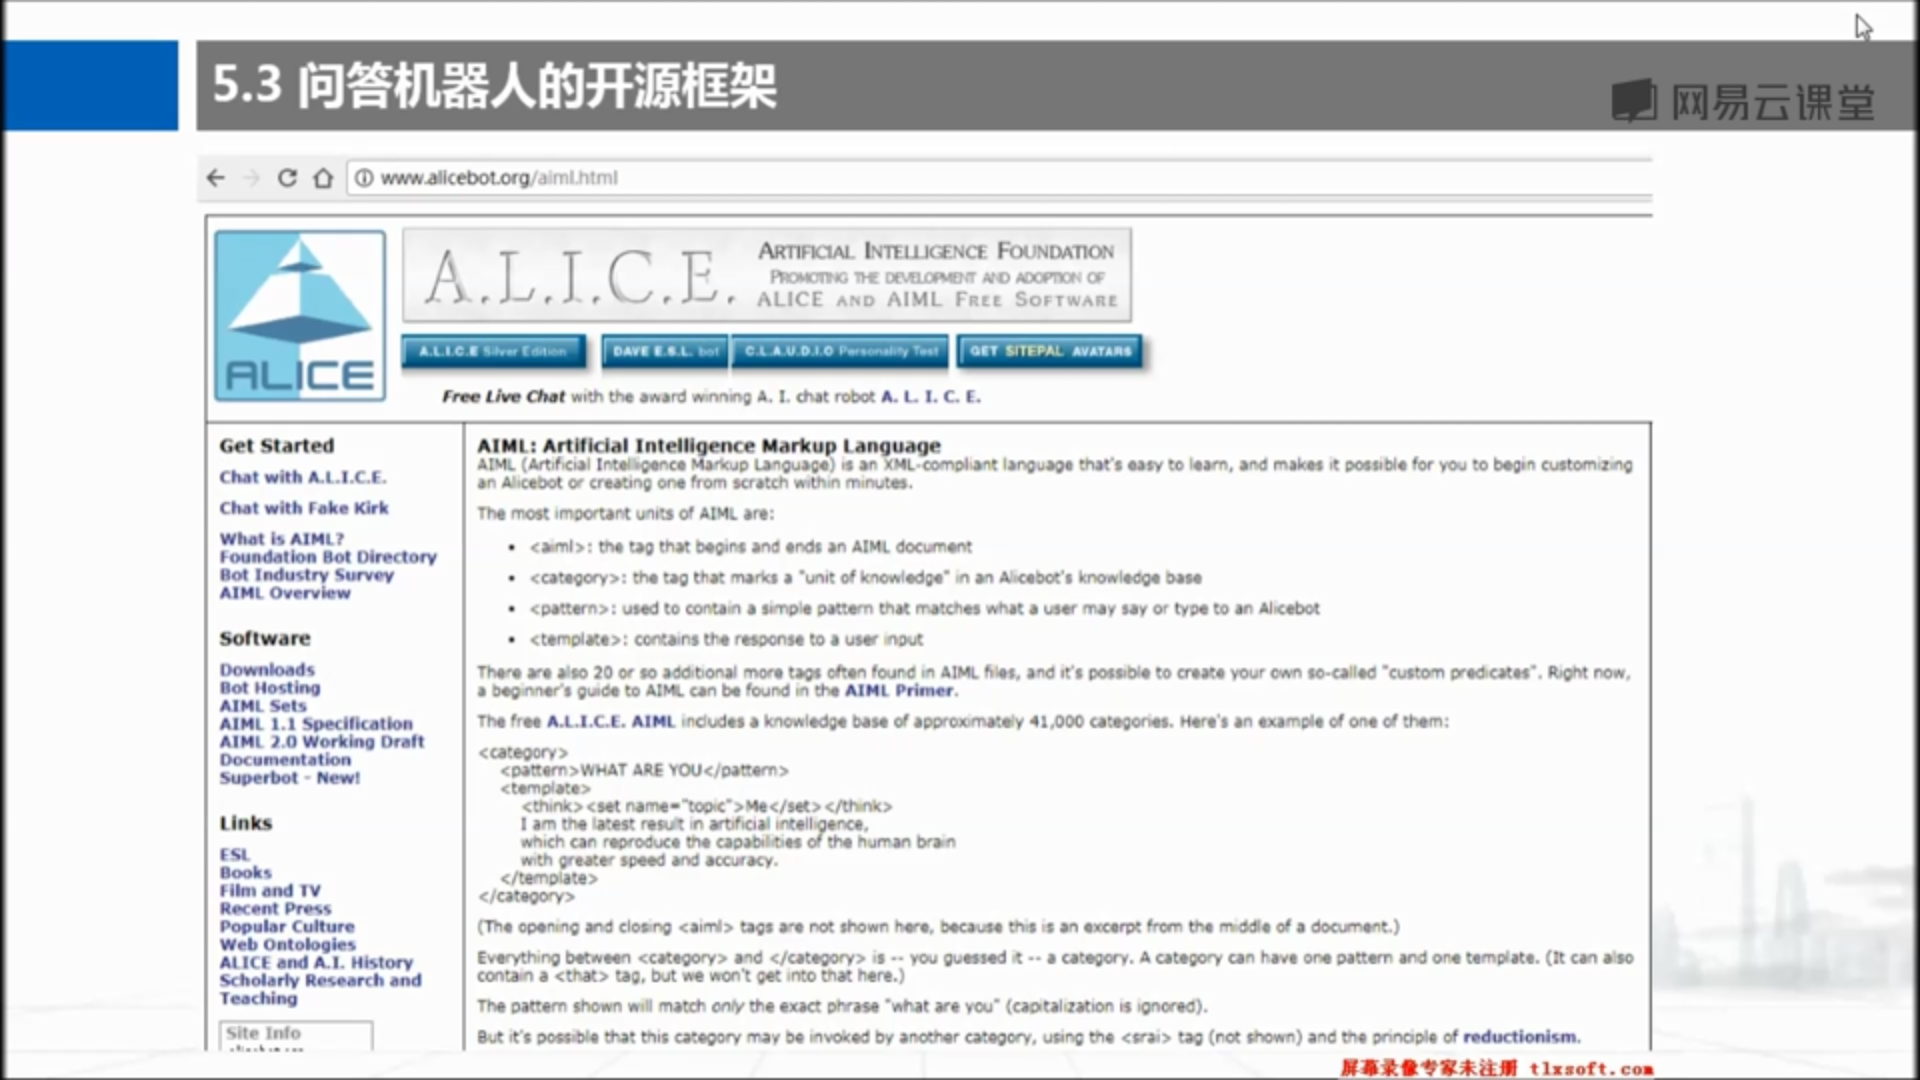 5.3 问答机器人的开源框架
网易云课堂
www.alicebot.org/aiml.html
ALICE
A.L.I.C.E.
ARTIFICIAL INTELLIGENCE FOUNDATION
PROMOTING THE DEVELOPMENT AND ADOPTION OF
ALICE AND AIML FREE SOFTWARE
A.L.I.C.E Silver Edition
DAVE E.S.L. bot
C.L.A.U.D.I.O Personality Test
GET SITEPAL AVATARS
Free Live Chat with the award winning A. I. chat robot A. L. I. C. E.
Get Started
Chat with A.L.I.C.E.
Chat with Fake Kirk
What is AIML?
Foundation Bot Directory
Bot Industry Survey
AIML Overview
Software
Downloads
Bot Hosting
AIML Sets
AIML 1.1 Specification
AIML 2.0 Working Draft
Documentation
Superbot - New!
Links
ESL
Books
Film and TV
Recent Press
Popular Culture
Web Ontologies
ALICE and A.I. History
Scholarly Research and
Teaching
Site Info
AIML: Artificial Intelligence Markup Language
AIML (Artificial Intelligence Markup Language) is an XML-compliant language that's easy to learn, and makes it possible for you to begin customizing
an Alicebot or creating one from scratch within minutes.
The most important units of AIML are:
• <aiml>: the tag that begins and ends an AIML document
• <category>: the tag that marks a "unit of knowledge" in an Alicebot's knowledge base
• <pattern>: used to contain a simple pattern that matches what a user may say or type to an Alicebot
• <template>: contains the response to a user input
There are also 20 or so additional more tags often found in AIML files, and it's possible to create your own so-called "custom predicates". Right now,
a beginner's guide to AIML can be found in the AIML Primer.
The free A.L.I.C.E. AIML includes a knowledge base of approximately 41,000 categories. Here's an example of one of them:
<category>
<pattern>WHAT ARE YOU</pattern>
<template>
<think><set name="topic">Me</set></think>
I am the latest result in artificial intelligence,
which can reproduce the capabilities of the human brain
with greater speed and accuracy.
</template>
</category>
(The opening and closing <aiml> tags are not shown here, because this is an excerpt from the middle of a document.)
Everything between <category> and </category> is -- you guessed it -- a category. A category can have one pattern and one template. (It can also
contain a <that> tag, but we won't get into that here.)
The pattern shown will match only the exact phrase "what are you" (capitalization is ignored).
But it's possible that this category may be invoked by another category, using the <srai> tag (not shown) and the principle of reductionism.
屏幕录像专家未注册 tlxsoft.com